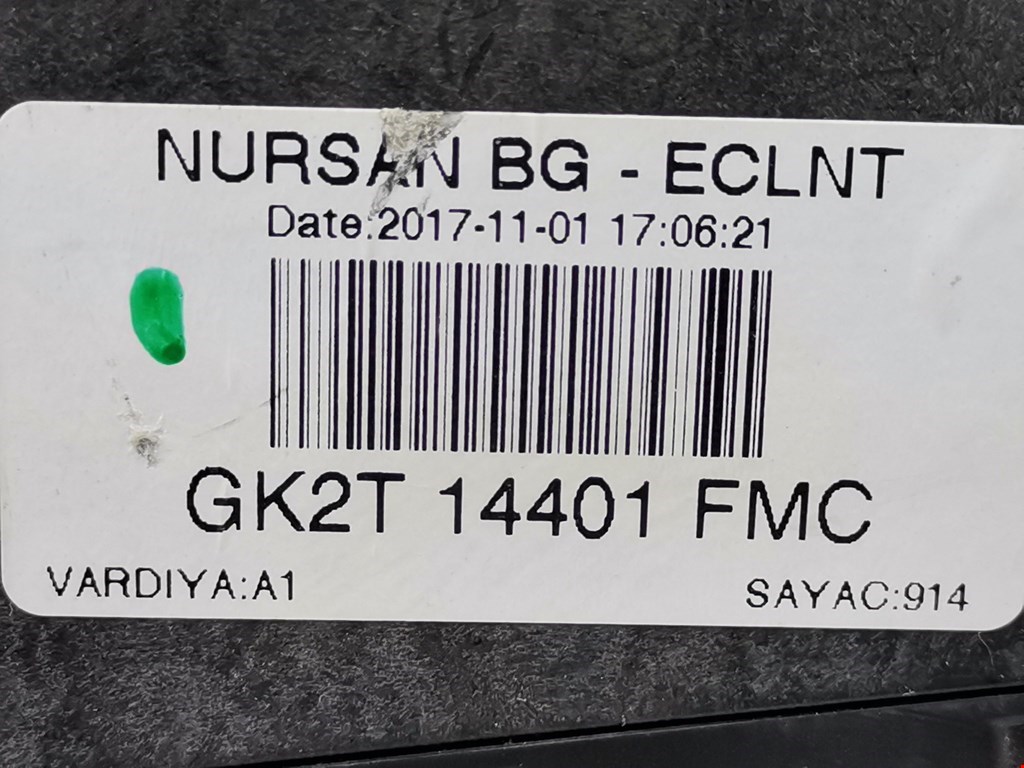 NURSAN BG - ECLNT
Date:2017-11-01 17:06:21
GK2T 14401 FMC
VARDIYA:A1 SAYAC:914